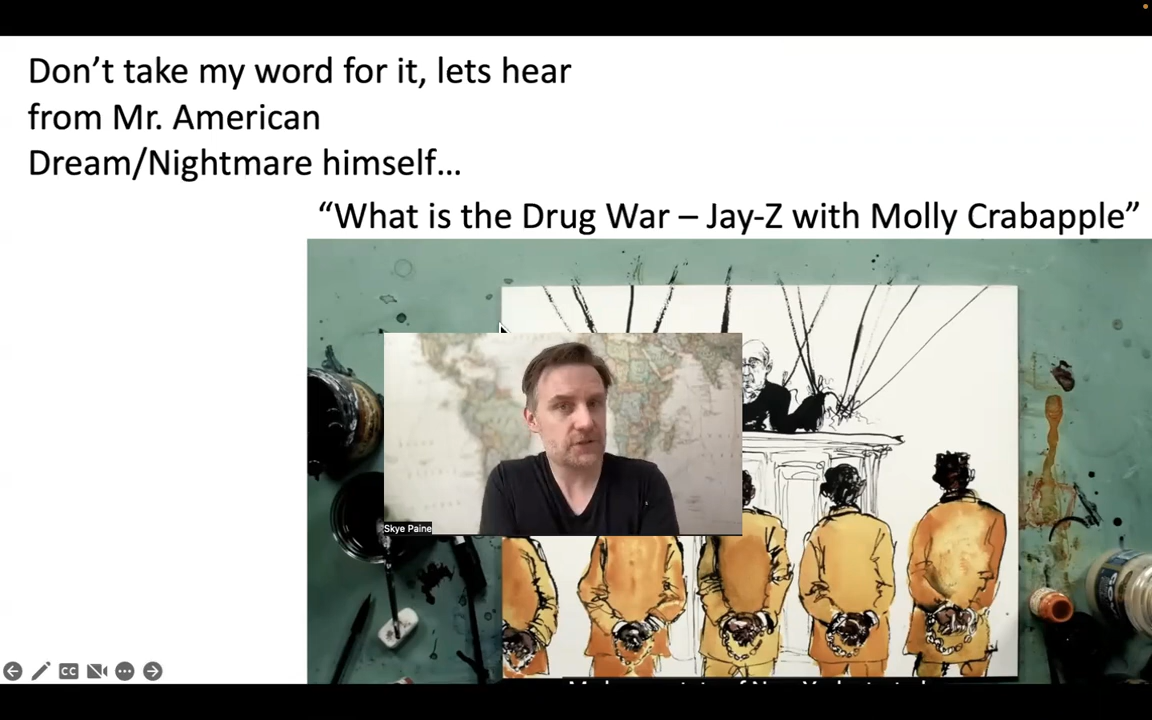 Don’t take my word for it, lets hear
from Mr. American
Dream/Nightmare himself...
“What is the Drug War – Jay-Z with Molly Crabapple”
Skye Paine
CC